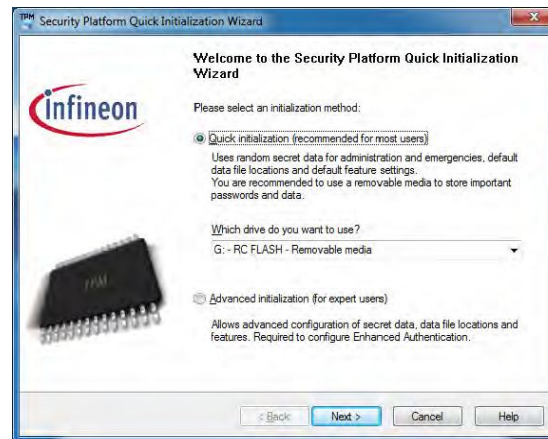 TPM Security Platform Quick Initialization Wizard
Welcome to the Security Platform Quick Initialization
Wizard
infineon
Please select an initialization method:
Quick initialization (recommended for most users)
Uses random secret data for administration and emergencies, default
data file locations and default feature settings.
You are recommended to use a removable media to store important
passwords and data.
Which drive do you want to use?
G: - RC FLASH - Removable media
TPM
Advanced initialization (for expert users)
Allows advanced configuration of secret data, data file locations and
features. Required to configure Enhanced Authentication.
< Back
Next >
Cancel
Help